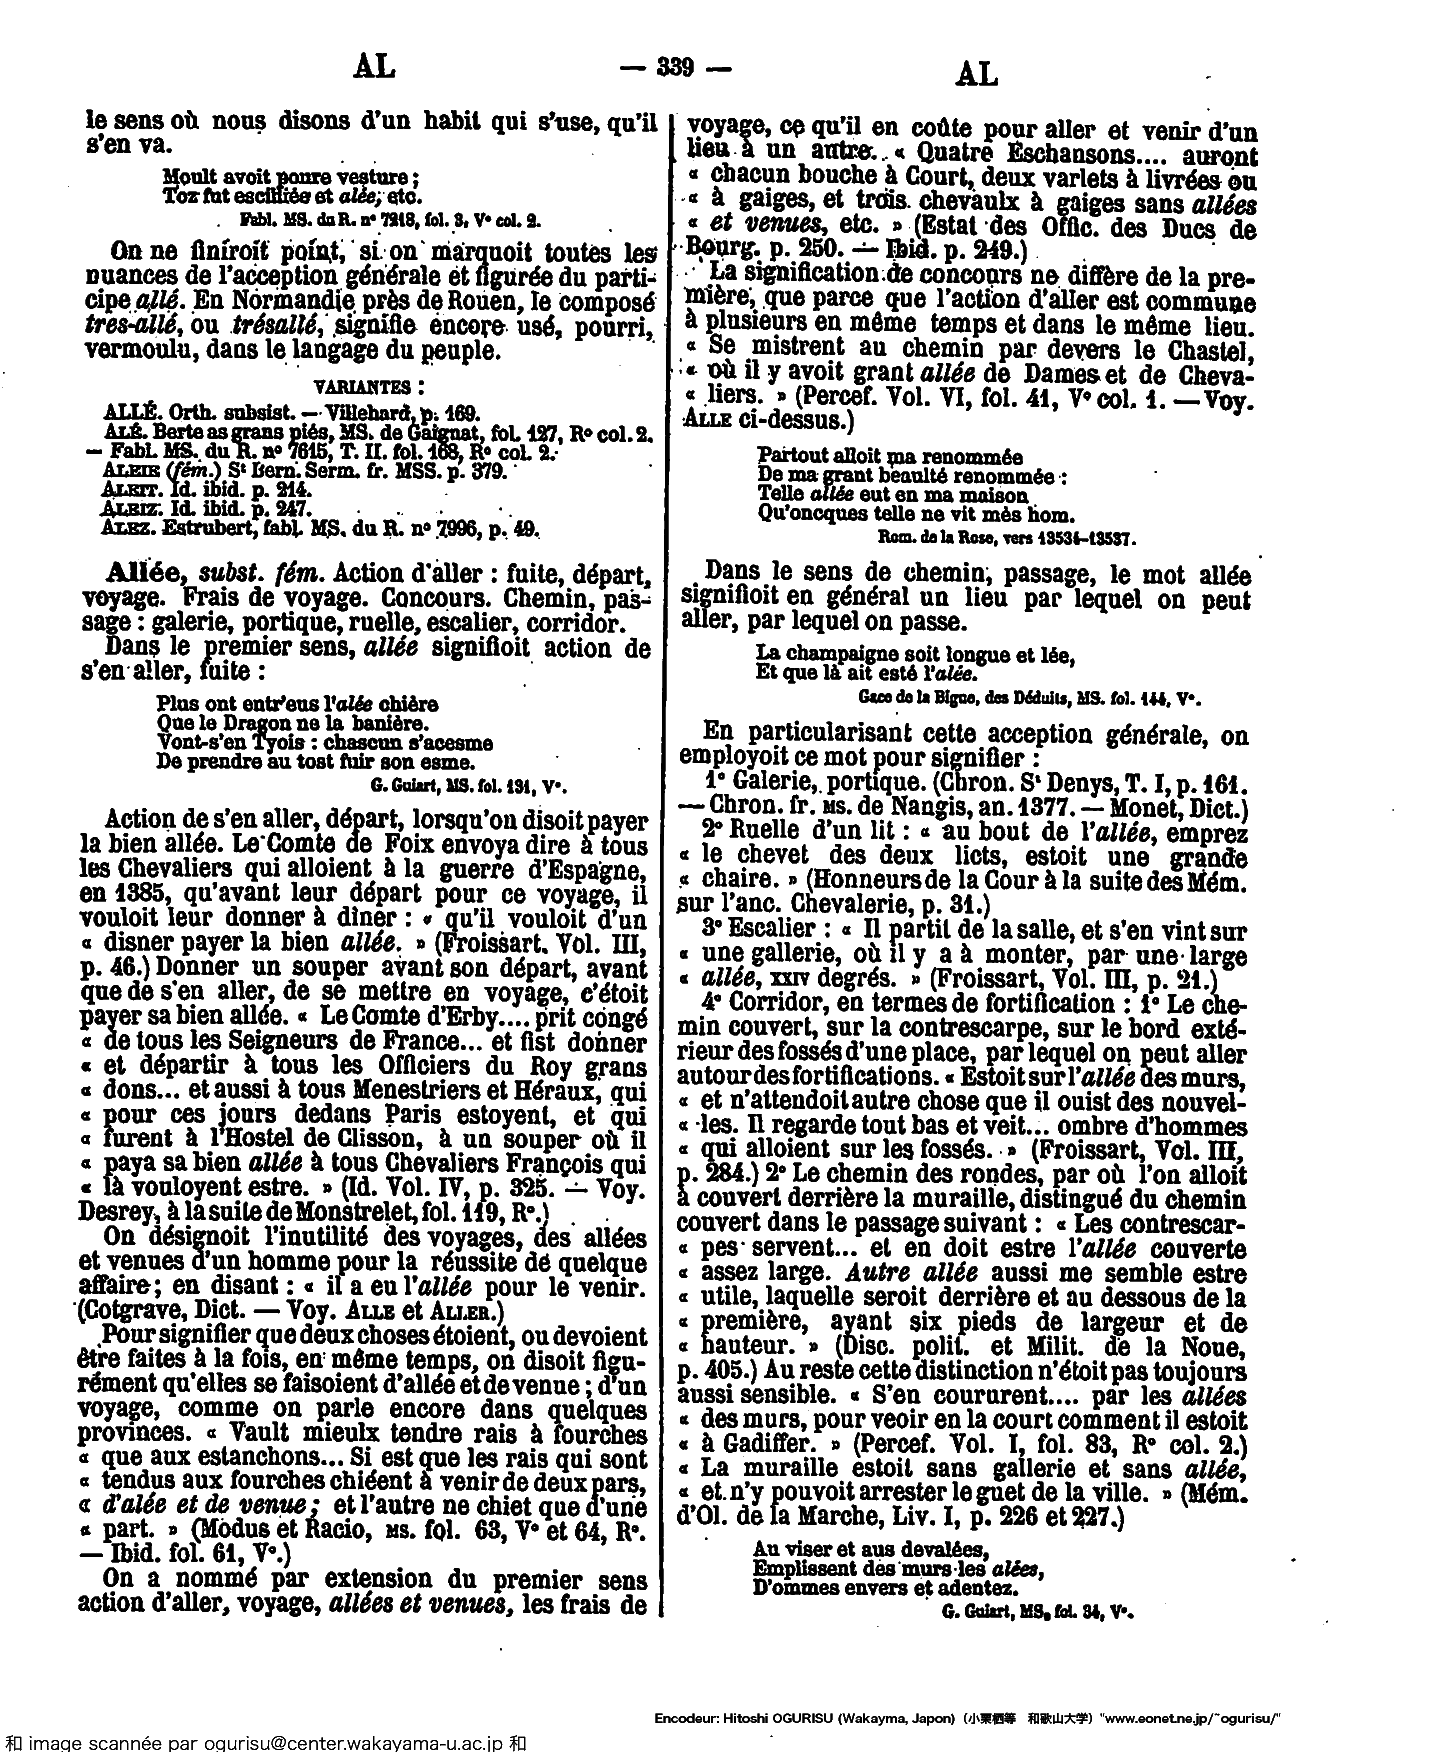 AL
— 339 —
AL
le sens où nous disons d'un habit qui s'use, qu'il
s'en va.
Moult avoit poure vesture ;
Toz fut escilliée et alée, etc.
Fabl. MS. du R. nº 7218, fol. 3, Vº col. 2.
On ne finiroit point, si on marquoit toutes les
nuances de l'acception générale et figurée du parti-
cipe allé. En Normandie près de Rouen, le composé
tres-allé, ou trésallé, signifie encore usé, pourri,
vermoulu, dans le langage du peuple.
VARIANTES :
ALLÉ. Orth. subsist. — Villehard, p. 169.
ALÉ. Berte as grans piés, MS. de Gaignat, fol. 127, Rº col. 2.
— Fabl. MS. du R. nº 7615, T. II. fol. 168, Rº col. 2.
ALEIE (fém.) St Bern. Serm. fr. MSS. p. 379.
ALEIT. Id. ibid. p. 214.
ALEIZ. Id. ibid. p. 247.
ALEZ. Estrubert, fabl. MS. du R. nº 7996, p. 49.
Allée, subst. fém. Action d'aller : fuite, départ,
voyage. Frais de voyage. Concours. Chemin, pas-
sage : galerie, portique, ruelle, escalier, corridor.
Dans le premier sens, allée signifioit action de
s'en aller, fuite :
Plus ont entr'eus l'alée chière
Que le Dragon ne la banière.
Vont-s'en Tyois : chascun s'acesme
De prendre au tost fuir son esme.
G. Guiart, MS. fol. 131, Vº.
Action de s'en aller, départ, lorsqu'on disoit payer
la bien allée. Le Comte de Foix envoya dire à tous
les Chevaliers qui alloient à la guerre d'Espagne,
en 1385, qu'avant leur départ pour ce voyage, il
vouloit leur donner à dîner : « qu'il vouloit d'un
« disner payer la bien allée. » (Froissart. Vol. III,
p. 46.) Donner un souper avant son départ, avant
que de s'en aller, de se mettre en voyage, c'étoit
payer sa bien allée. « Le Comte d'Erby.... prit congé
« de tous les Seigneurs de France... et fist donner
« et départir à tous les Officiers du Roy grans
« dons... et aussi à tous Menestriers et Héraux, qui
« pour ces jours dedans Paris estoyent, et qui
« furent à l'Hostel de Clisson, à un souper où il
« paya sa bien allée à tous Chevaliers François qui
« là vouloyent estre. » (Id. Vol. IV, p. 325. — Voy.
Desrey, à la suite de Monstrelet, fol. 119, Rº.)
On désignoit l'inutilité des voyages, des allées
et venues d'un homme pour la réussite de quelque
affaire ; en disant : « il a eu l'allée pour le venir.
(Cotgrave, Dict. — Voy. ALLE et ALLER.)
Pour signifier que deux choses étoient, ou devoient
être faites à la fois, en même temps, on disoit figu-
rément qu'elles se faisoient d'allée et de venue ; d'un
voyage, comme on parle encore dans quelques
provinces. « Vault mieulx tendre rais à fourches
« que aux estanchons... Si est que les rais qui sont
« tendus aux fourches chiéent à venir de deux pars,
« d'alée et de venue ; et l'autre ne chiet que d'une
« part. » (Modus et Racio, MS. fol. 63, Vº et 64, Rº.
— Ibid. fol. 61, Vº.)
On a nommé par extension du premier sens
action d'aller, voyage, allées et venues, les frais de
voyage, ce qu'il en coûte pour aller et venir d'un
lieu à un autre. « Quatre Eschansons.... auront
« chacun bouche à Court, deux varlets à livrées ou
« à gaiges, et trois chevaulx à gaiges sans allées
« et venues, etc. » (Estat des Offic. des Ducs de
Bourg. p. 250. — Ibid. p. 249.)
La signification de concours ne diffère de la pre-
mière, que parce que l'action d'aller est commune
à plusieurs en même temps et dans le même lieu.
« Se mistrent au chemin par devers le Chastel,
« où il y avoit grant allée de Dames et de Cheva-
« liers. » (Percef. Vol. VI, fol. 41, Vº col. 1. — Voy.
ALLE ci-dessus.)
Partout alloit ma renommée
De ma grant beaulté renommée :
Telle allée eut en ma maison
Qu'oncques telle ne vit mès hom.
Rom. de la Rose, vers 13534-13537.
Dans le sens de chemin, passage, le mot allée
signifioit en général un lieu par lequel on peut
aller, par lequel on passe.
La champaigne soit longue et lée,
Et que là ait esté l'alée.
Gace de la Bigne, des Déduits, MS. fol. 144, Vº.
En particularisant cette acception générale, on
employoit ce mot pour signifier :
1º Galerie, portique. (Chron. St Denys, T. I, p. 161.
— Chron. fr. MS. de Nangis, an. 1377. — Monet, Dict.)
2º Ruelle d'un lit : « au bout de l'allée, emprez
« le chevet des deux licts, estoit une grande
« chaire. » (Honneurs de la Cour à la suite des Mém.
sur l'anc. Chevalerie, p. 31.)
3º Escalier : « Il partit de la salle, et s'en vint sur
« une gallerie, où il y a à monter, par une large
« allée, XXIV degrés. » (Froissart, Vol. III, p. 21.)
4º Corridor, en termes de fortification : 1º Le che-
min couvert, sur la contrescarpe, sur le bord exté-
rieur des fossés d'une place, par lequel on peut aller
autour des fortifications. « Estoit sur l'allée des murs,
« et n'attendoit autre chose que il ouist des nouvel-
« les. Il regarde tout bas et veit... ombre d'hommes
« qui alloient sur les fossés. » (Froissart, Vol. III,
p. 284.) 2º Le chemin des rondes, par où l'on alloit
à couvert derrière la muraille, distingué du chemin
couvert dans le passage suivant : « Les contrescar-
« pes servent... et en doit estre l'allée couverte
« assez large. Autre allée aussi me semble estre
« utile, laquelle seroit derrière et au dessous de la
« première, ayant six pieds de largeur et de
« hauteur. » (Disc. polit. et Milit. de la Noue,
p. 405.) Au reste cette distinction n'étoit pas toujours
aussi sensible. « S'en coururent.... par les allées
« des murs, pour veoir en la court comment il estoit
« à Gadiffer. » (Percef. Vol. I, fol. 83, Rº col. 2.)
« La muraille estoit sans gallerie et sans allée,
« et n'y pouvoit arrester le guet de la ville. » (Mém.
d'Ol. de la Marche, Liv. I, p. 226 et 227.)
Au viser et aus devalées,
Emplissent des murs les alées,
D'ommes envers et adentez.
G. Guiart, MS. fol. 34, Vº.
Encodeur: Hitoshi OGURISU (Wakayma, Japon) (小栗栖等 和歌山大学) "www.eonet.ne.jp/~ogurisu/"
和 image scannée par ogurisu@center.wakayama-u.ac.jp 和